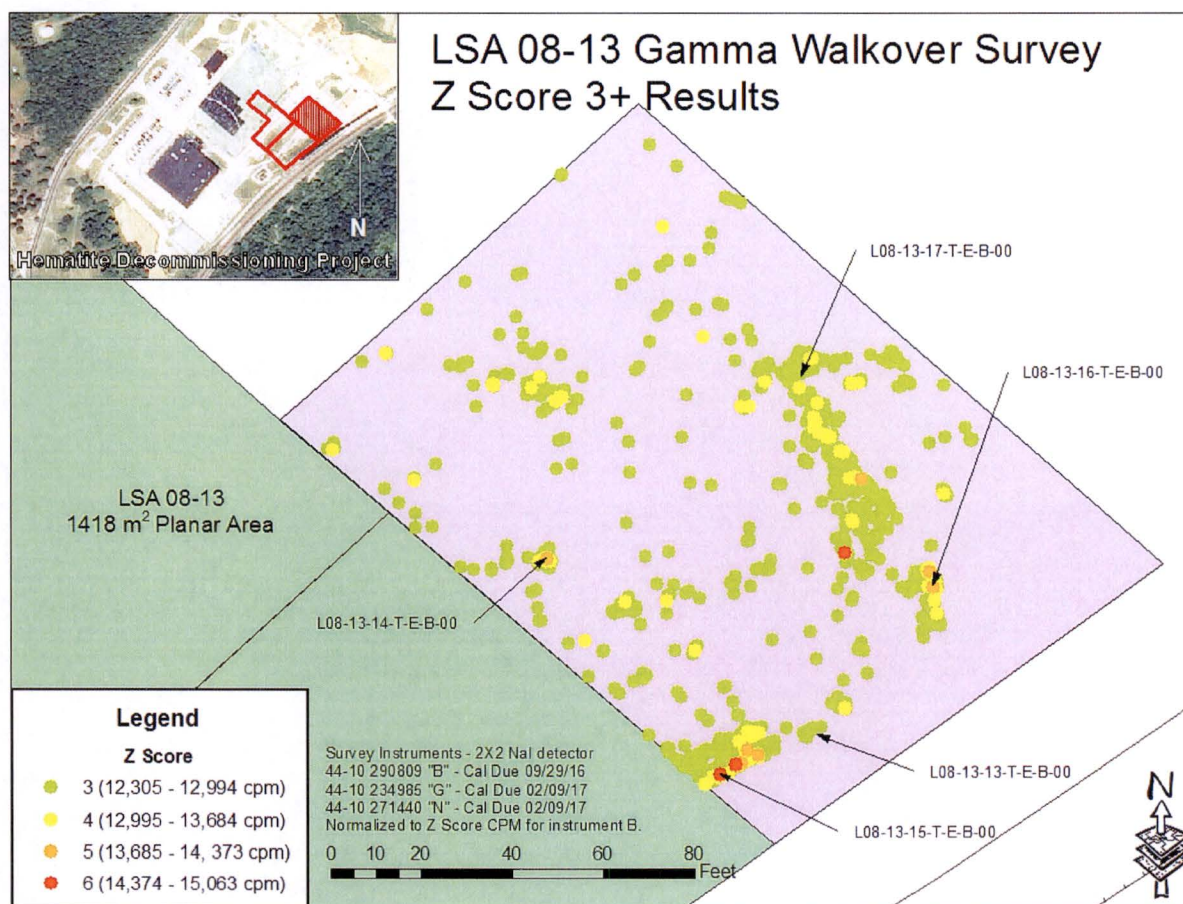 LSA 08-13 Gamma Walkover Survey
Z Score 3+ Results
N
Hematite Decommissioning Project
L08-13-17-T-E-B-00
L08-13-16-T-E-B-00
LSA 08-13
1418 m² Planar Area
L08-13-14-T-E-B-00
Legend
Z Score
3 (12,305 - 12,994 cpm)
4 (12,995 - 13,684 cpm)
5 (13,685 - 14, 373 cpm)
6 (14,374 - 15,063 cpm)
Survey Instruments - 2X2 NaI detector
44-10 290809 "B" - Cal Due 09/29/16
44-10 234985 "G" - Cal Due 02/09/17
44-10 271440 "N" - Cal Due 02/09/17
Normalized to Z Score CPM for instrument B.
0 5 10 20 40 60 80
Feet
L08-13-13-T-E-B-00
L08-13-15-T-E-B-00
N